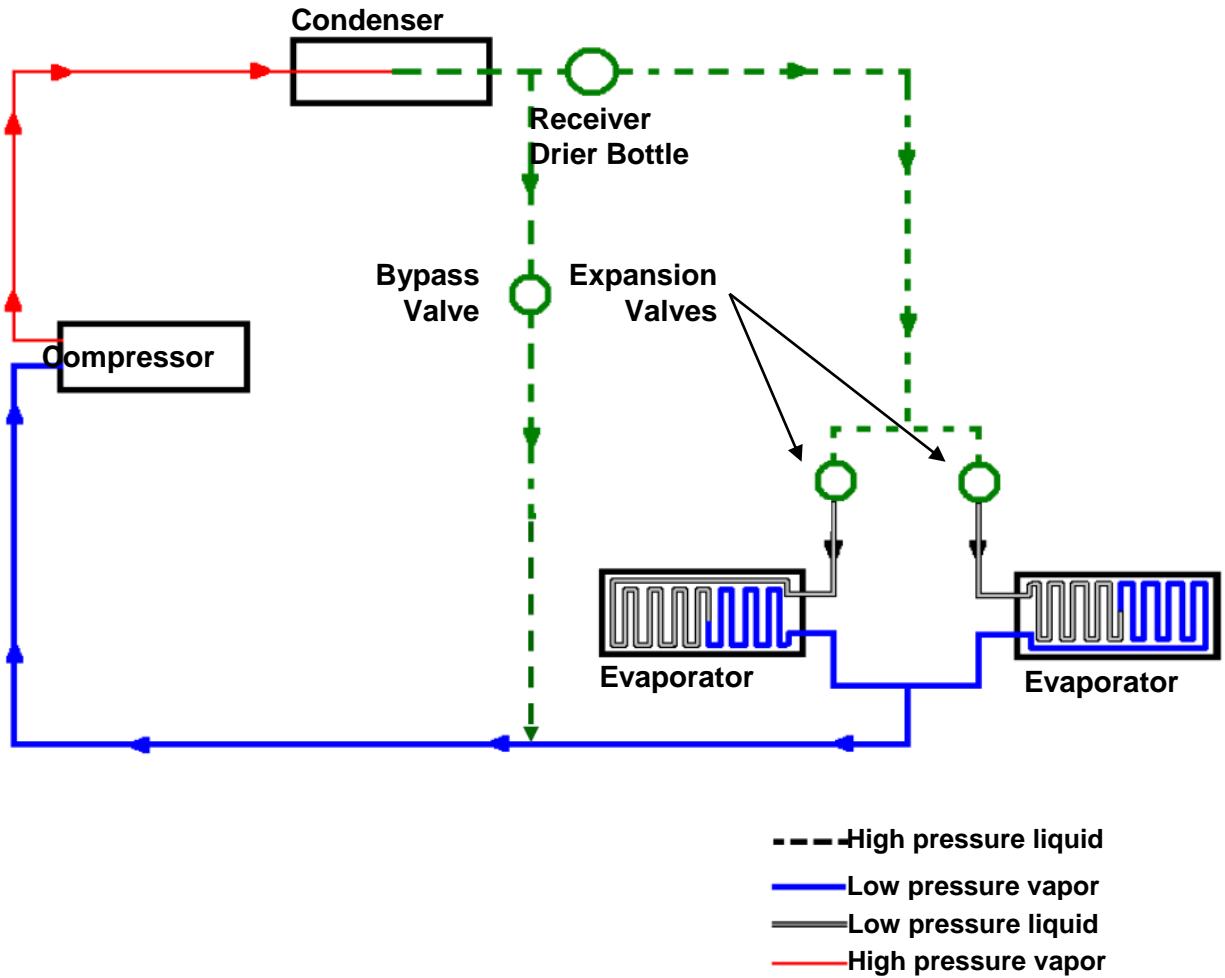 Condenser
Receiver
Drier Bottle
Bypass
Valve
Expansion
Valves
Compressor
Evaporator
Evaporator
High pressure liquid
Low pressure vapor
Low pressure liquid
High pressure vapor